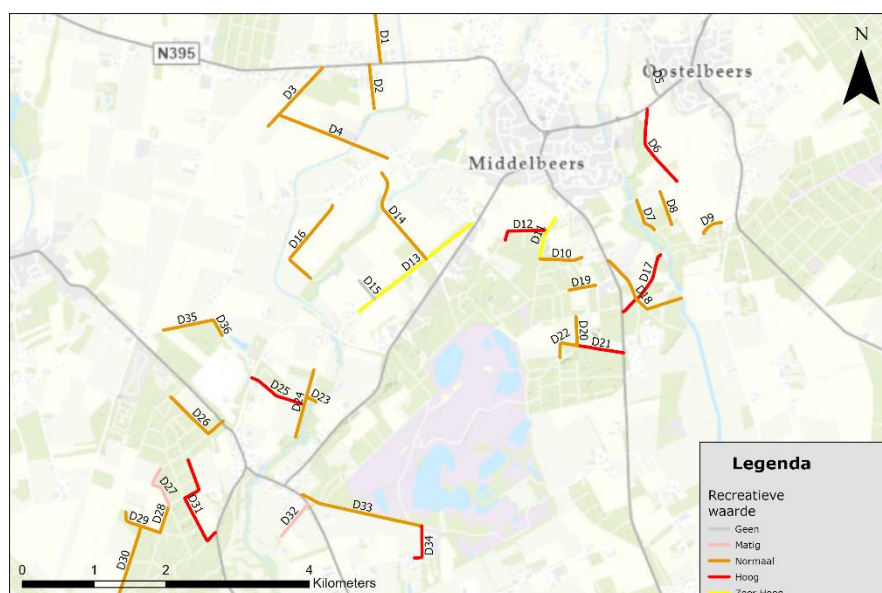 D1
N395
N
D2
D3
Oostelbeers
D5
D4
D6
Middelbeers
D14
D16
D12
D11
D7
D8
D9
D13
D10
D15
D17
D19
D18
D35
D36
D20
D22
D21
D25
D24
D23
D26
Legenda
Recreatieve
waarde
Geen
Matig
Normaal
Hoog
Zeer Hoog
D27
D31
D28
D29
D30
D32
D33
D34
0 1 2 4
Kilometers